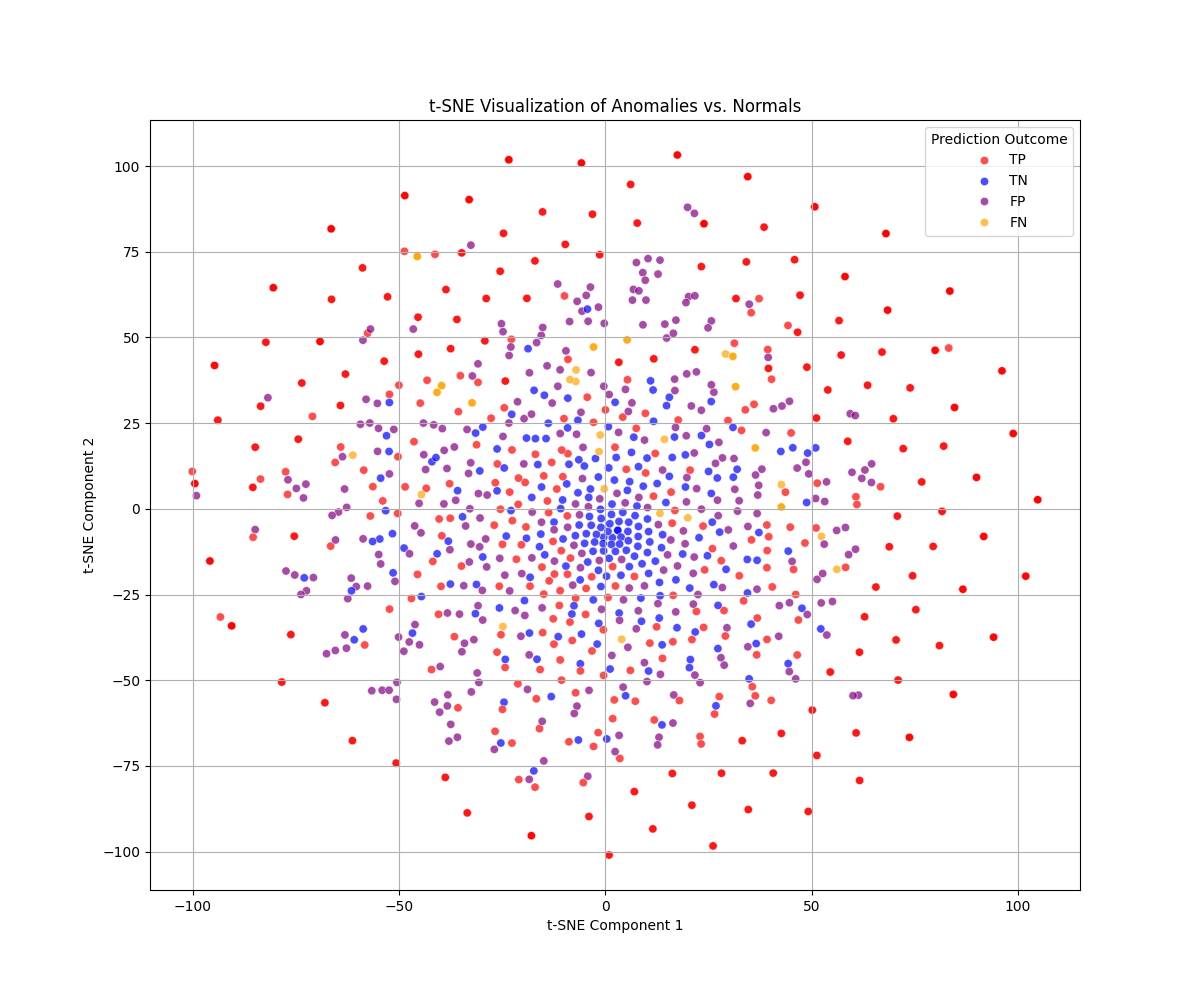 t-SNE Visualization of Anomalies vs. Normals
Prediction Outcome
TP
TN
FP
FN
100
75
50
25
0
−25
−50
−75
−100
t-SNE Component 2
−100
−50
0
50
100
t-SNE Component 1